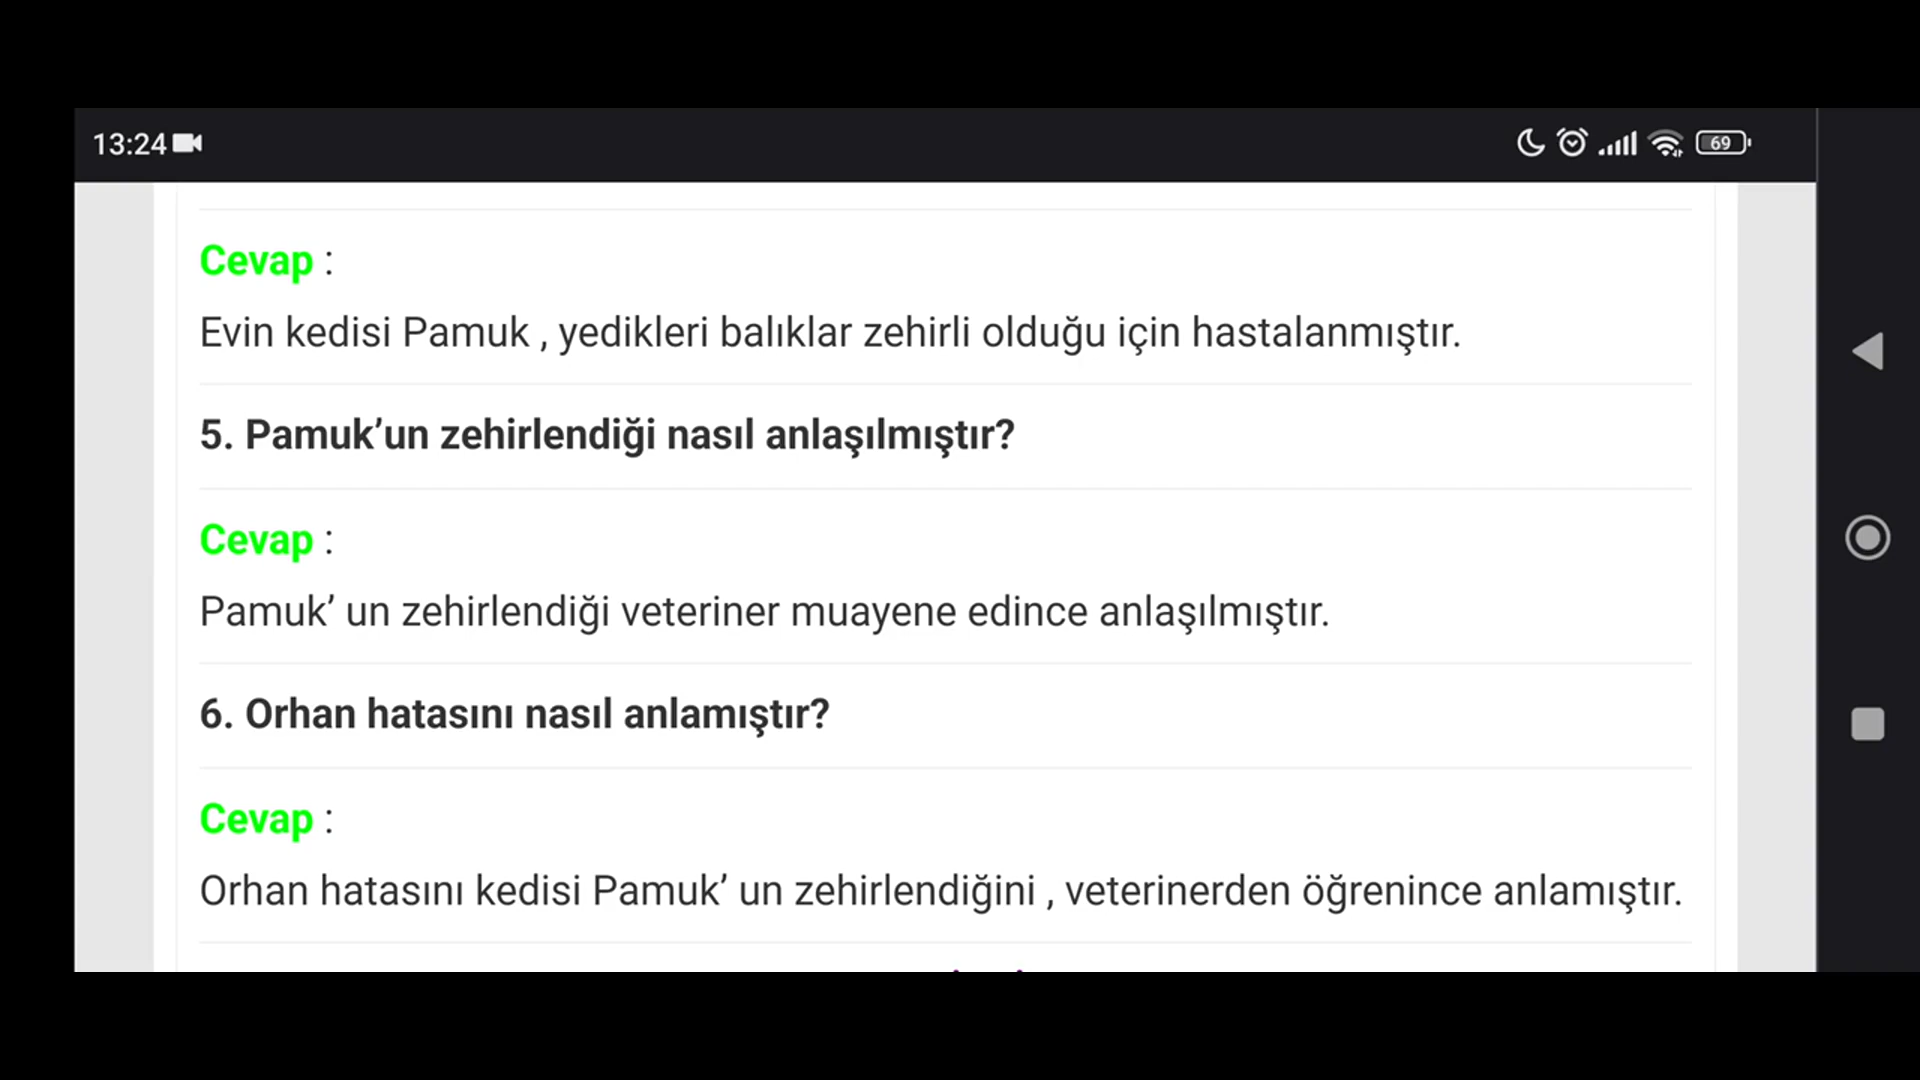 13:24
69
Cevap :
Evin kedisi Pamuk , yedikleri balıklar zehirli olduğu için hastalanmıştır.
5. Pamuk’un zehirlendiği nasıl anlaşılmıştır?
Cevap :
Pamuk’ un zehirlendiği veteriner muayene edince anlaşılmıştır.
6. Orhan hatasını nasıl anlamıştır?
Cevap :
Orhan hatasını kedisi Pamuk’ un zehirlendiğini , veterinerden öğrenince anlamıştır.